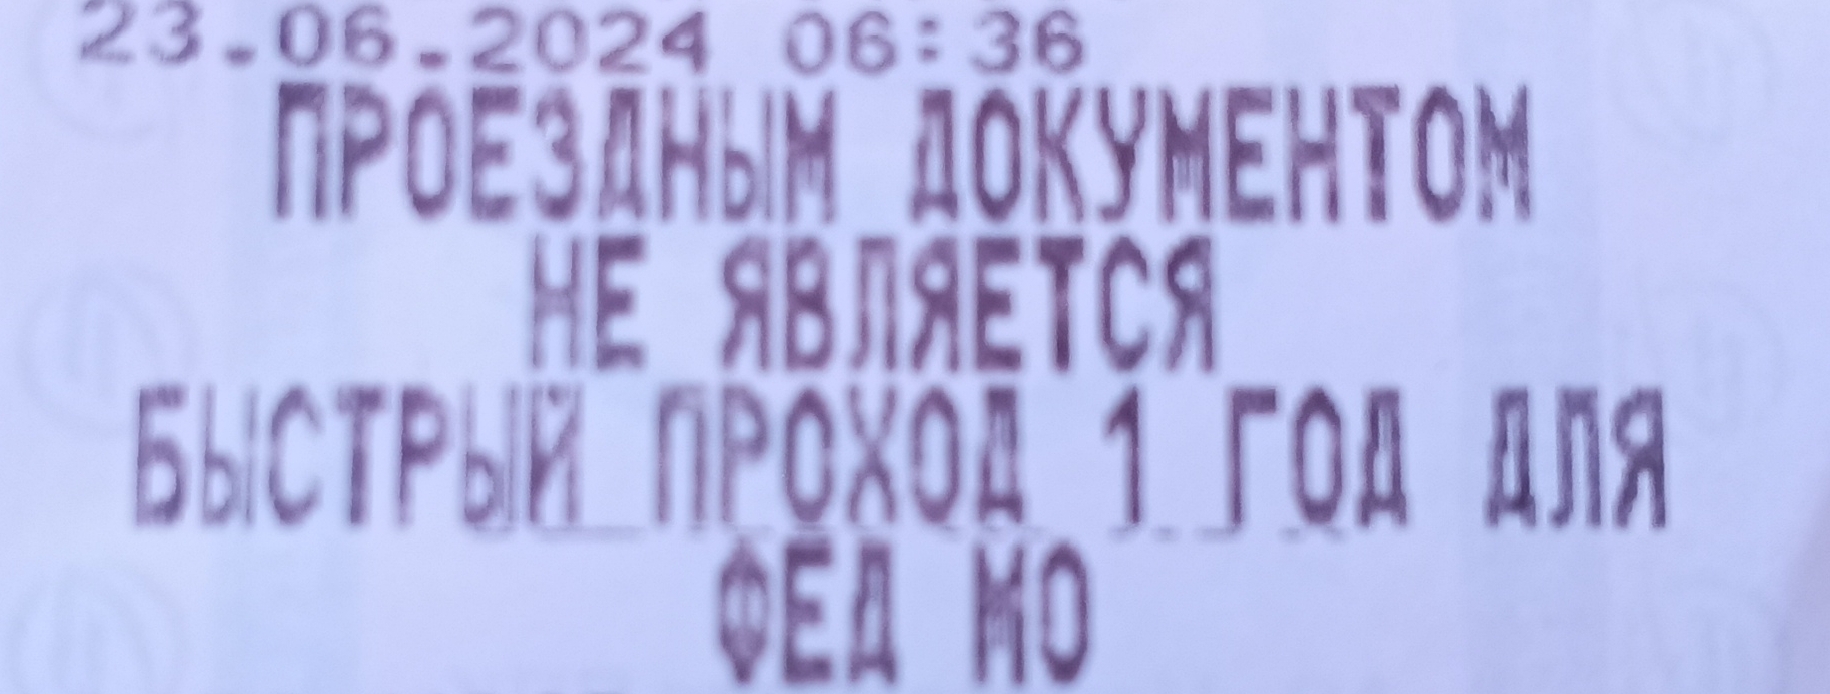 23.06.2024 06:36
ПРОЕЗДНЫМ ДОКУМЕНТОМ
НЕ ЯВЛЯЕТСЯ
БЫСТРЫЙ ПРОХОД 1 ГОД ДЛЯ
ФЕД МО